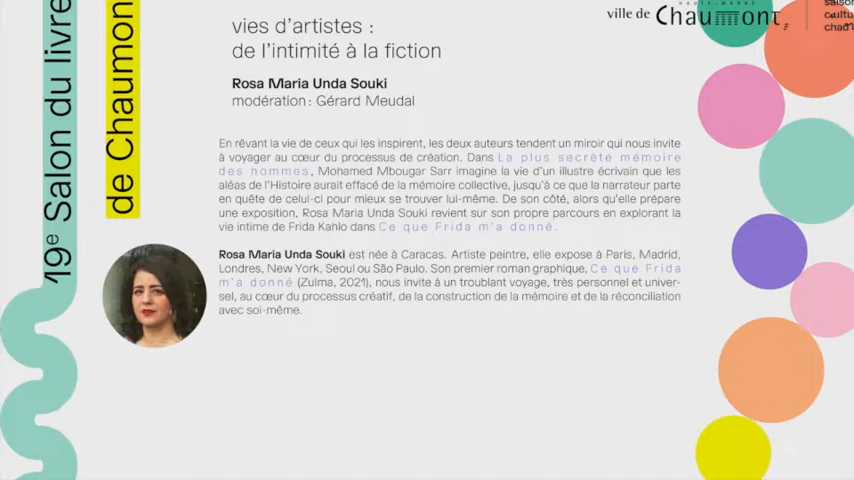 19e Salon du livre
de Chaumon
vies d'artistes :
de l'intimité à la fiction
Rosa Maria Unda Souki
modération : Gérard Meudal
ville de Chaumont
saiso
cultu
chau
En rêvant la vie de ceux qui les inspirent, les deux auteurs tendent un miroir qui nous invite
à voyager au cœur du processus de création. Dans La plus secrète mémoire
des hommes, Mohamed Mbougar Sarr imagine la vie d'un illustre écrivain que les
aléas de l'Histoire aurait effacé de la mémoire collective, jusqu'à ce que la narrateur parte
en quête de celui-ci pour mieux se trouver lui-même. De son côté, alors qu'elle prépare
une exposition, Rosa Maria Unda Souki revient sur son propre parcours en explorant la
vie intime de Frida Kahlo dans Ce que Frida m'a donné.
Rosa Maria Unda Souki est née à Caracas. Artiste peintre, elle expose à Paris, Madrid,
Londres, New York, Seoul ou São Paulo. Son premier roman graphique, Ce que Frida
m'a donné (Zulma, 2021), nous invite à un troublant voyage, très personnel et univer-
sel, au cœur du processus créatif, de la construction de la mémoire et de la réconciliation
avec soi-même.